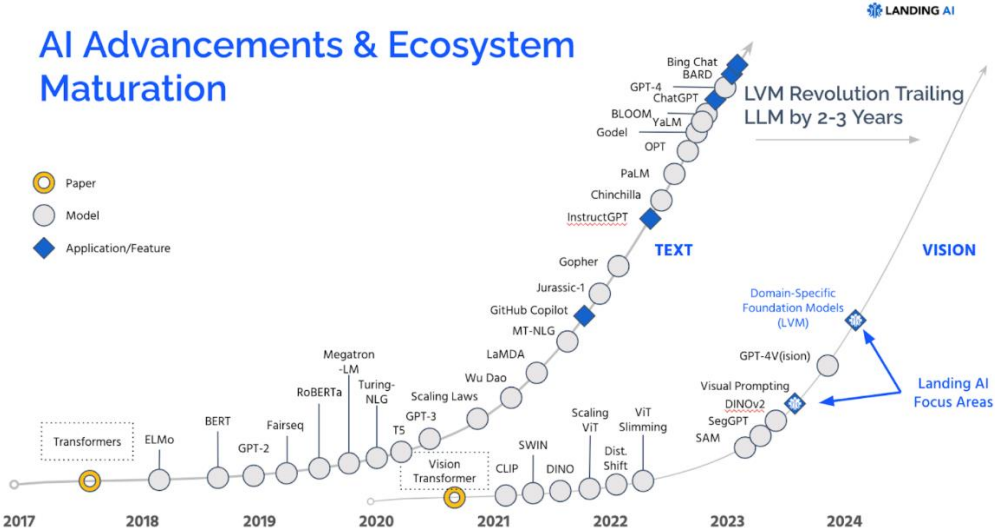 LANDING AI
AI Advancements & Ecosystem
Maturation
Paper
Model
Application/Feature
Bing Chat
BARD
GPT-4
ChatGPT
BLOOM
YaLM
Godel
OPT
PaLM
Chinchilla
InstructGPT
Gopher
Jurassic-1
GitHub Copilot
MT-NLG
LaMDA
Wu Dao
Scaling Laws
GPT-3
T5
Turing-
NLG
Megatron
-LM
RoBERTa
Fairseq
GPT-2
BERT
ELMo
Transformers
TEXT
LVM Revolution Trailing
LLM by 2-3 Years
VISION
Domain-Specific
Foundation Models
(LVM)
GPT-4V(ision)
Visual Prompting
DINOv2
SegGPT
SAM
Landing AI
Focus Areas
ViT
Slimming
Dist.
Shift
Scaling
ViT
DINO
SWIN
CLIP
Vision
Transformer
2017
2018
2019
2020
2021
2022
2023
2024